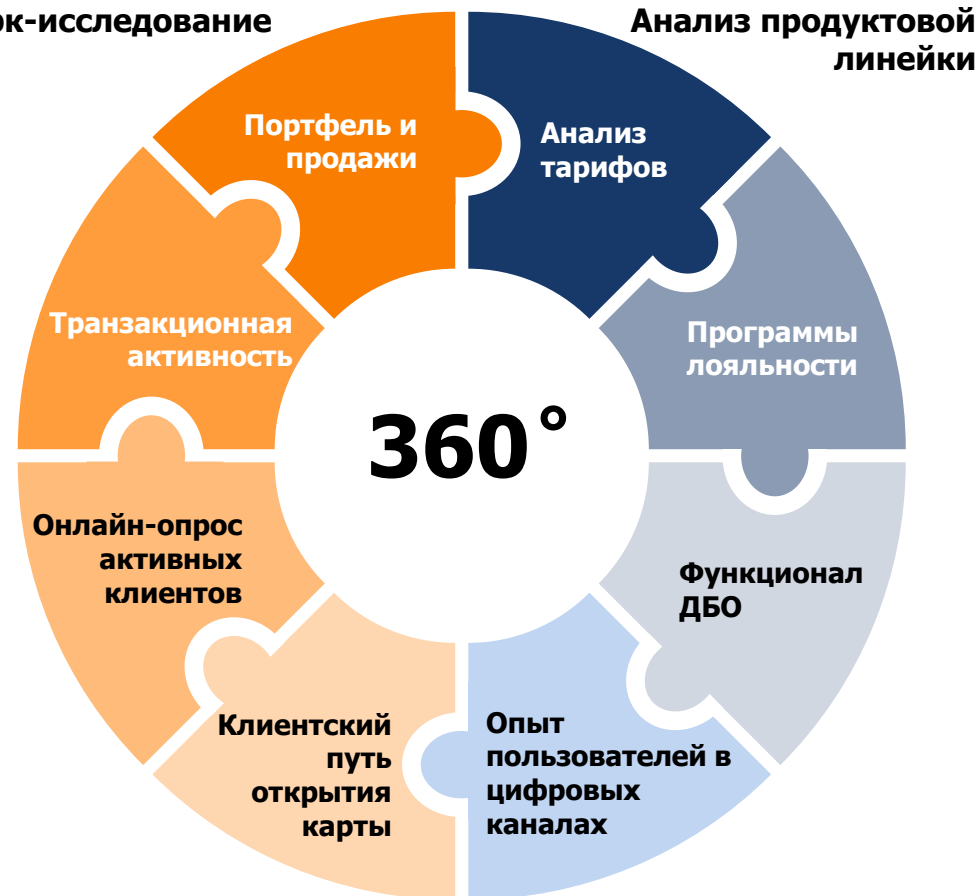 к-исследование
Анализ продуктовой
линейки
Портфель и
продажи
Анализ
тарифов
Транзакционная
активность
Программы
лояльности
360°
Онлайн-опрос
активных
клиентов
Функционал
ДБО
Клиентский
путь
открытия
карты
Опыт
пользователей в
цифровых
каналах